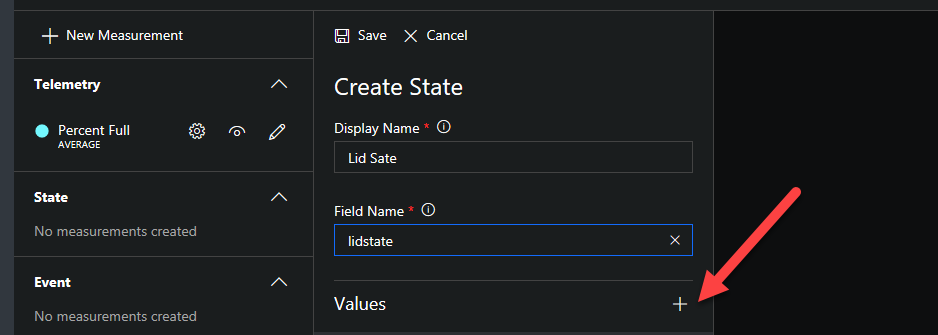 New Measurement
Save Cancel
Telemetry
Create State
Percent Full
AVERAGE
Display Name *
Lid Sate
State
No measurements created
Field Name *
lidstate
Event
No measurements created
Values